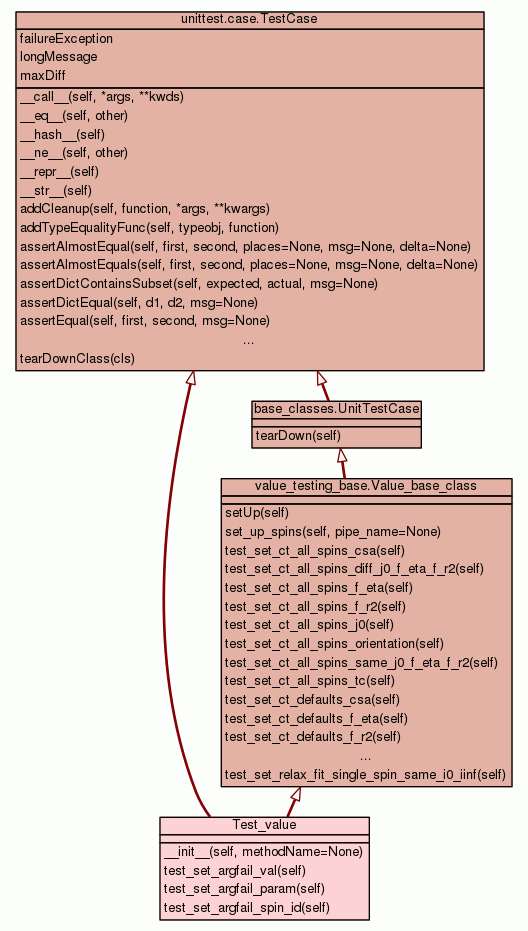 unittest.case.TestCase
failureException
longMessage
maxDiff
__call__(self, *args, **kwds)
__eq__(self, other)
__hash__(self)
__ne__(self, other)
__repr__(self)
__str__(self)
addCleanup(self, function, *args, **kwargs)
addTypeEqualityFunc(self, typeobj, function)
assertAlmostEqual(self, first, second, places=None, msg=None, delta=None)
assertAlmostEquals(self, first, second, places=None, msg=None, delta=None)
assertDictContainsSubset(self, expected, actual, msg=None)
assertDictEqual(self, d1, d2, msg=None)
assertEqual(self, first, second, msg=None)
...
tearDownClass(cls)
base_classes.UnitTestCase
tearDown(self)
value_testing_base.Value_base_class
setUp(self)
set_up_spins(self, pipe_name=None)
test_set_ct_all_spins_csa(self)
test_set_ct_all_spins_diff_j0_f_eta_f_r2(self)
test_set_ct_all_spins_f_eta(self)
test_set_ct_all_spins_f_r2(self)
test_set_ct_all_spins_j0(self)
test_set_ct_all_spins_orientation(self)
test_set_ct_all_spins_same_j0_f_eta_f_r2(self)
test_set_ct_all_spins_tc(self)
test_set_ct_defaults_csa(self)
test_set_ct_defaults_f_eta(self)
test_set_ct_defaults_f_r2(self)
...
test_set_relax_fit_single_spin_same_i0_iinf(self)
Test_value
__init__(self, methodName=None)
test_set_argfail_val(self)
test_set_argfail_param(self)
test_set_argfail_spin_id(self)